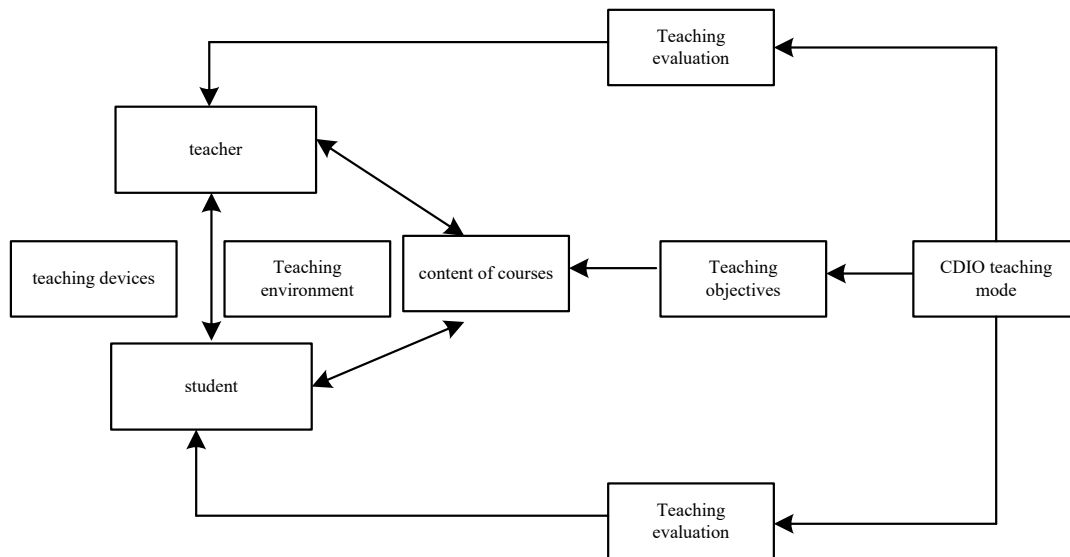 Teaching
evaluation
teacher
teaching devices
Teaching
environment
content of courses
Teaching
objectives
CDIO teaching
mode
student
Teaching
evaluation